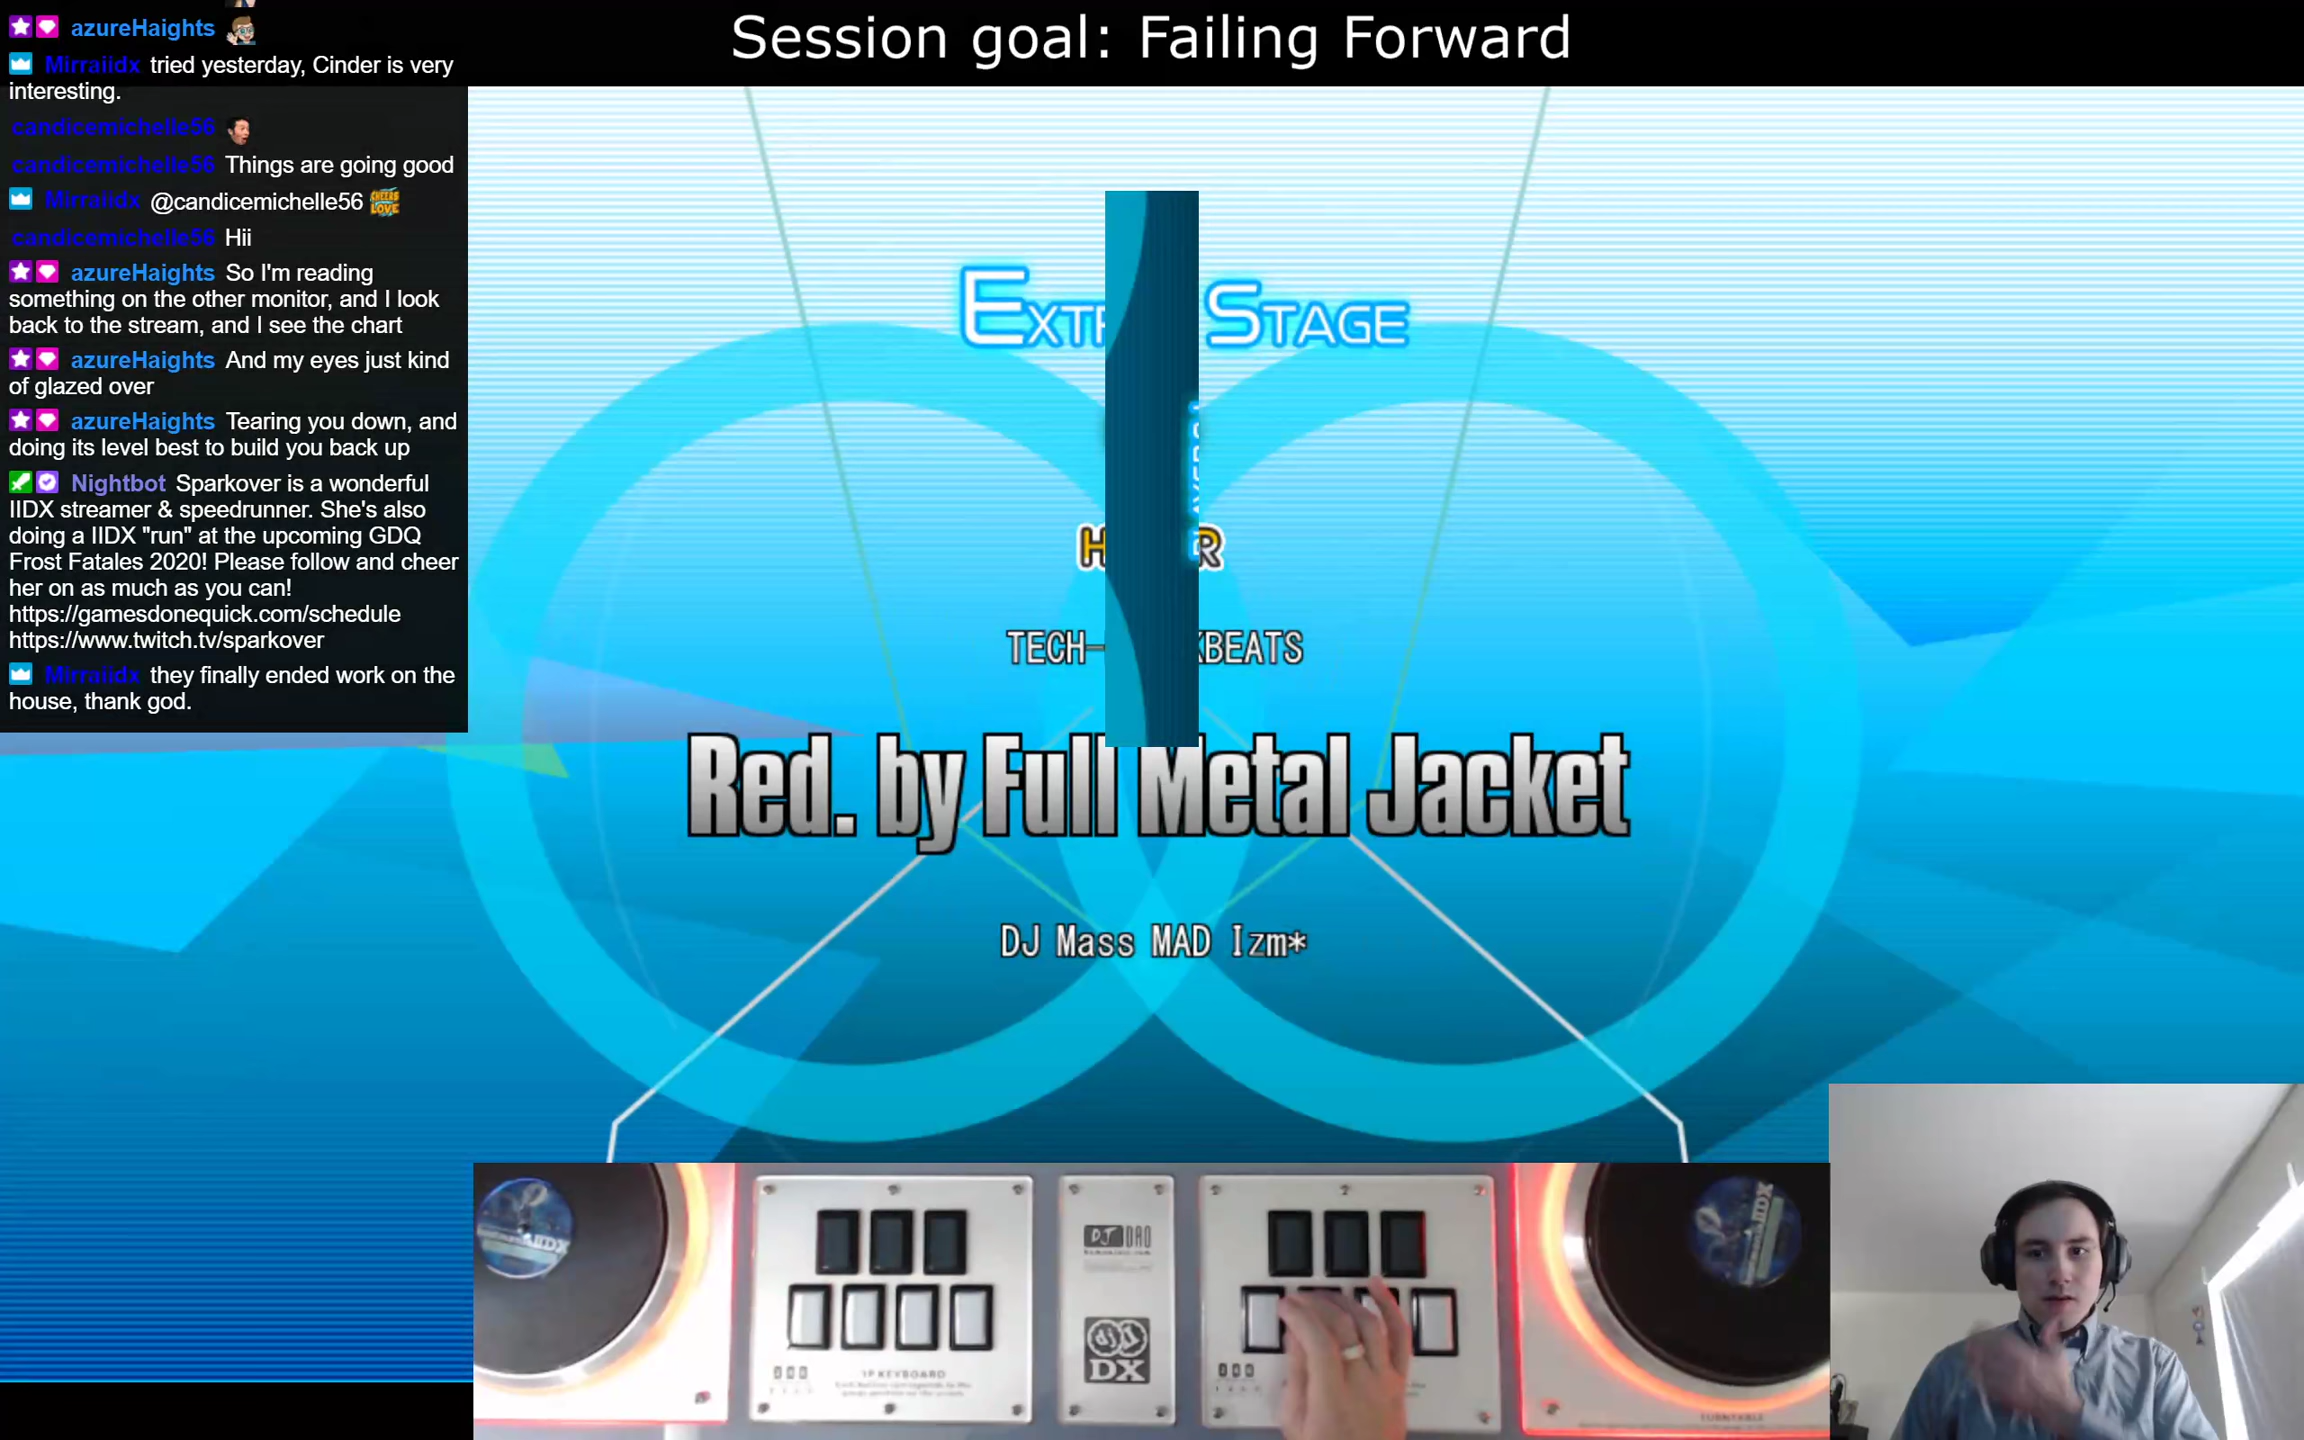 Session goal: Failing Forward
azureHaights
Mirraiidx tried yesterday, Cinder is very
interesting.
candicemichelle56
candicemichelle56 Things are going good
Mirraiidx @candicemichelle56
candicemichelle56 Hii
azureHaights So I'm reading
something on the other monitor, and I look
back to the stream, and I see the chart
azureHaights And my eyes just kind
of glazed over
azureHaights Tearing you down, and
doing its level best to build you back up
Nightbot Sparkover is a wonderful
IIDX streamer & speedrunner. She's also
doing a IIDX "run" at the upcoming GDQ
Frost Fatales 2020! Please follow and cheer
her on as much as you can!
https://gamesdonequick.com/schedule
https://www.twitch.tv/sparkover
Mirraiidx they finally ended work on the
house, thank god.
Stage
Red. by Full Metal Jacket
DJ Mass MAD Izm*
DJ DAO
DX
1P KEYBOARD
TURNTABLE